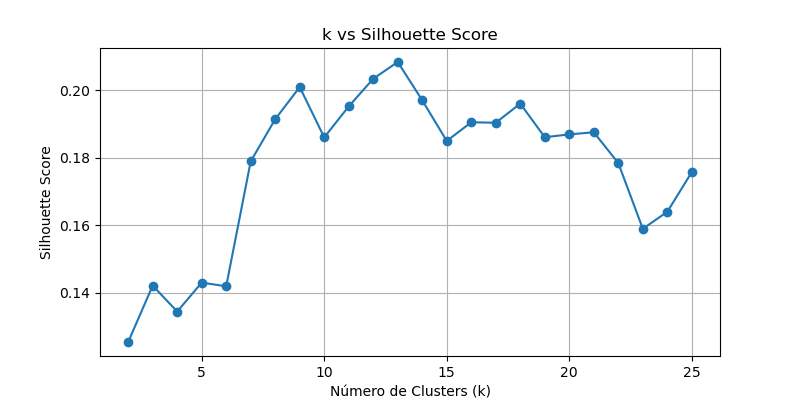 k vs Silhouette Score
Silhouette Score
0.20
0.18
0.16
0.14
5 10 15 20 25
Número de Clusters (k)